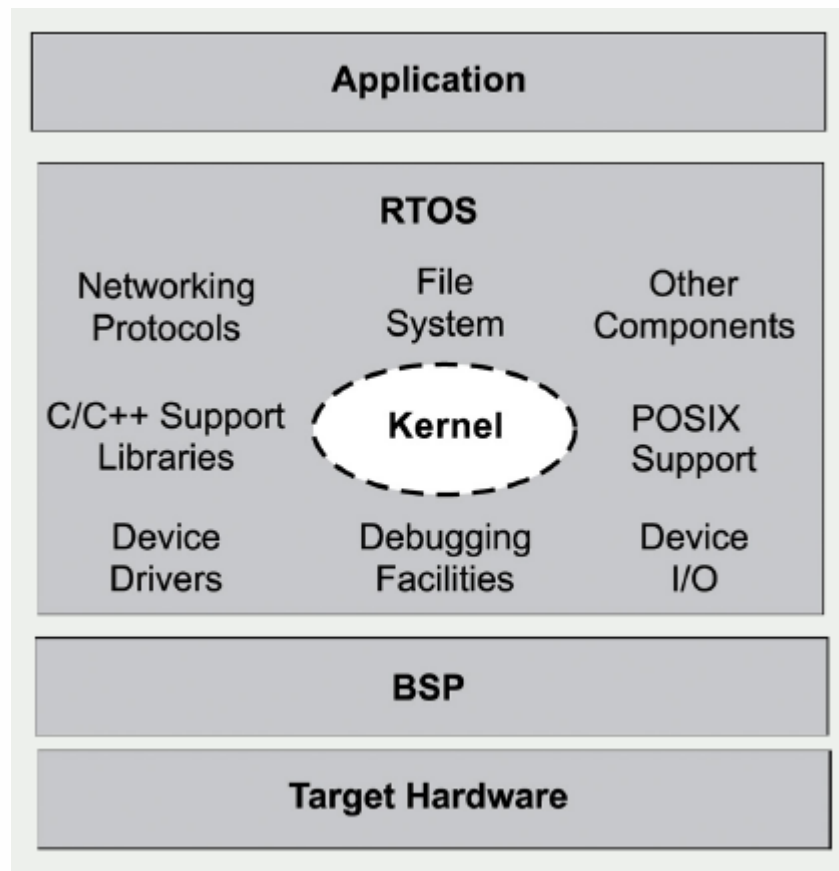 Application
RTOS
Networking
Protocols
File
System
Other
Components
C/C++ Support
Libraries
Kernel
POSIX
Support
Device
Drivers
Debugging
Facilities
Device
I/O
BSP
Target Hardware